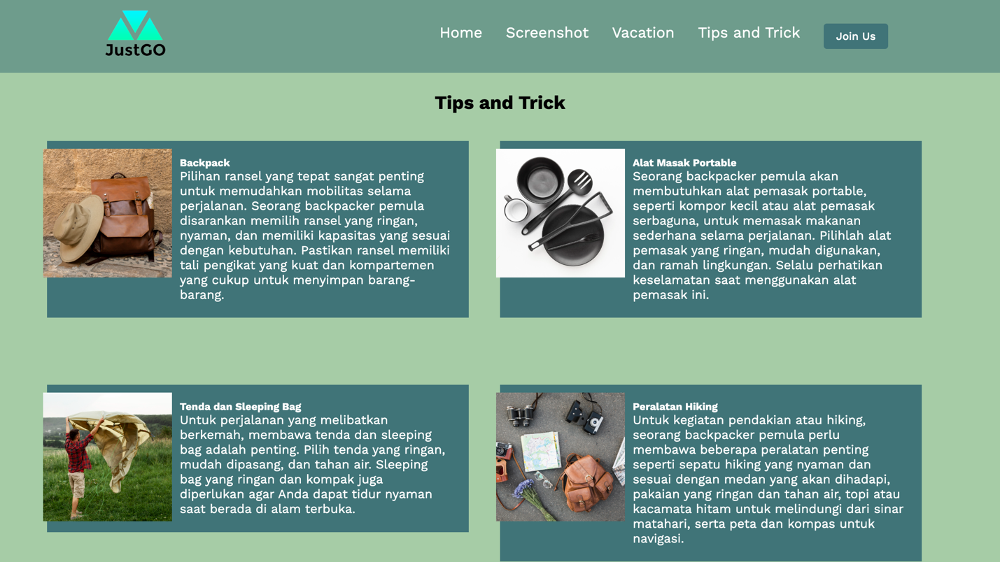 JustGO
Home
Screenshot
Vacation
Tips and Trick
Join Us
Tips and Trick
Backpack
Pilihan ransel yang tepat sangat penting
untuk memudahkan mobilitas selama
perjalanan. Seorang backpacker pemula
disarankan memilih ransel yang ringan,
nyaman, dan memiliki kapasitas yang sesuai
dengan kebutuhan. Pastikan ransel memiliki
tali pengikat yang kuat dan kompartemen
yang cukup untuk menyimpan barang-
barang.
Alat Masak Portable
Seorang backpacker pemula akan
membutuhkan alat pemasak portable,
seperti kompor kecil atau alat pemasak
serbaguna, untuk memasak makanan
sederhana selama perjalanan. Pilihlah alat
pemasak yang ringan, mudah digunakan,
dan ramah lingkungan. Selalu perhatikan
keselamatan saat menggunakan alat
pemasak ini.
Tenda dan Sleeping Bag
Untuk perjalanan yang melibatkan
berkemah, membawa tenda dan sleeping
bag adalah penting. Pilih tenda yang ringan,
mudah dipasang, dan tahan air. Sleeping
bag yang ringan dan kompak juga
diperlukan agar Anda dapat tidur nyaman
saat berada di alam terbuka.
Peralatan Hiking
Untuk kegiatan pendakian atau hiking,
seorang backpacker pemula perlu
membawa beberapa peralatan penting
seperti sepatu hiking yang nyaman dan
sesuai dengan medan yang akan dihadapi,
pakaian yang ringan dan tahan air, topi atau
kacamata hitam untuk melindungi dari sinar
matahari, serta peta dan kompas untuk
navigasi.